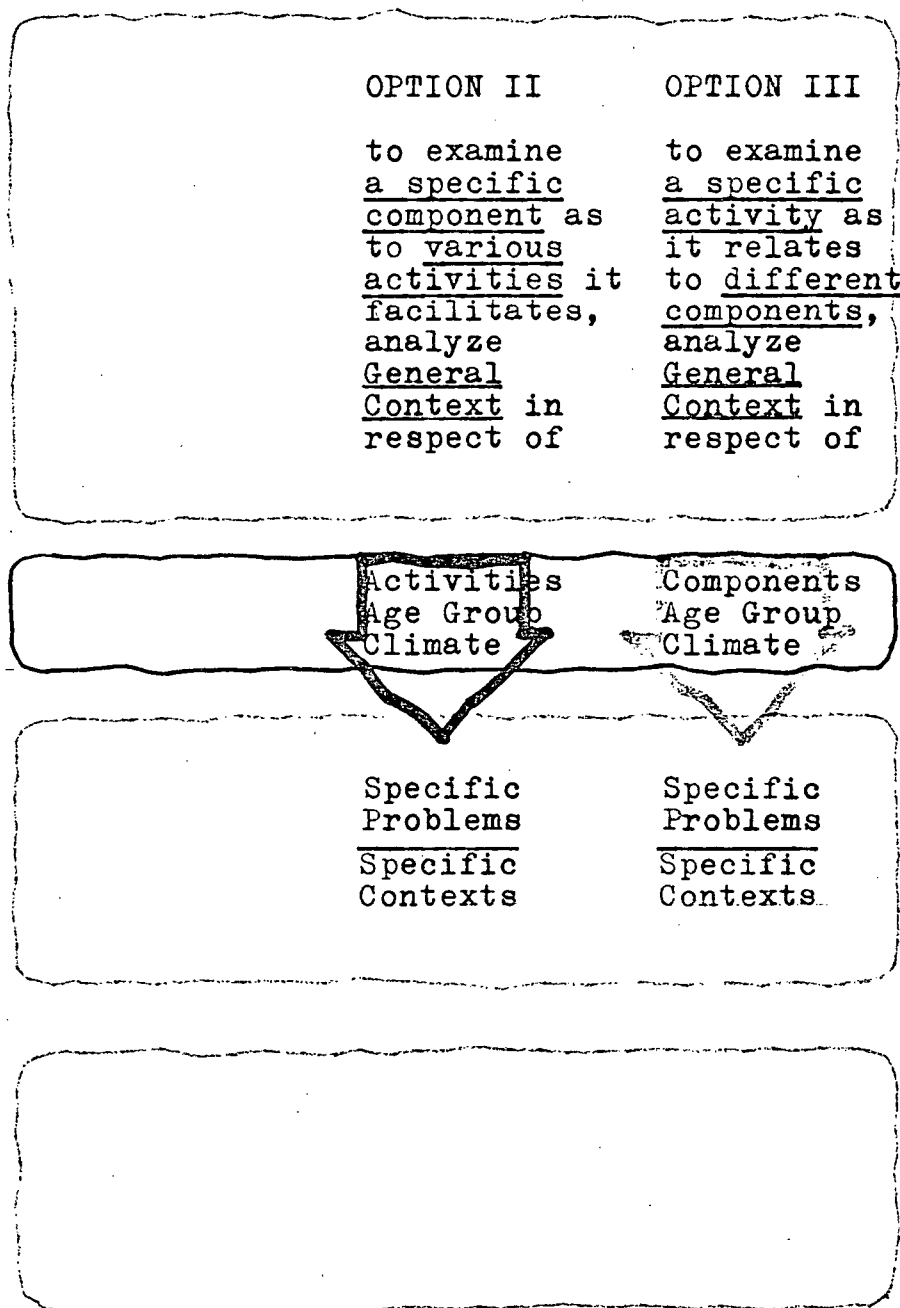 OPTION II
to examine
a specific
component as
to various
activities it
facilitates,
analyze
General
Context in
respect of
OPTION III
to examine
a specific
activity as
it relates
to different
components,
analyze
General
Context in
respect of
Activities
Age Group
Climate
Components
Age Group
Climate
Specific
Problems
Specific
Contexts
Specific
Problems
Specific
Contexts